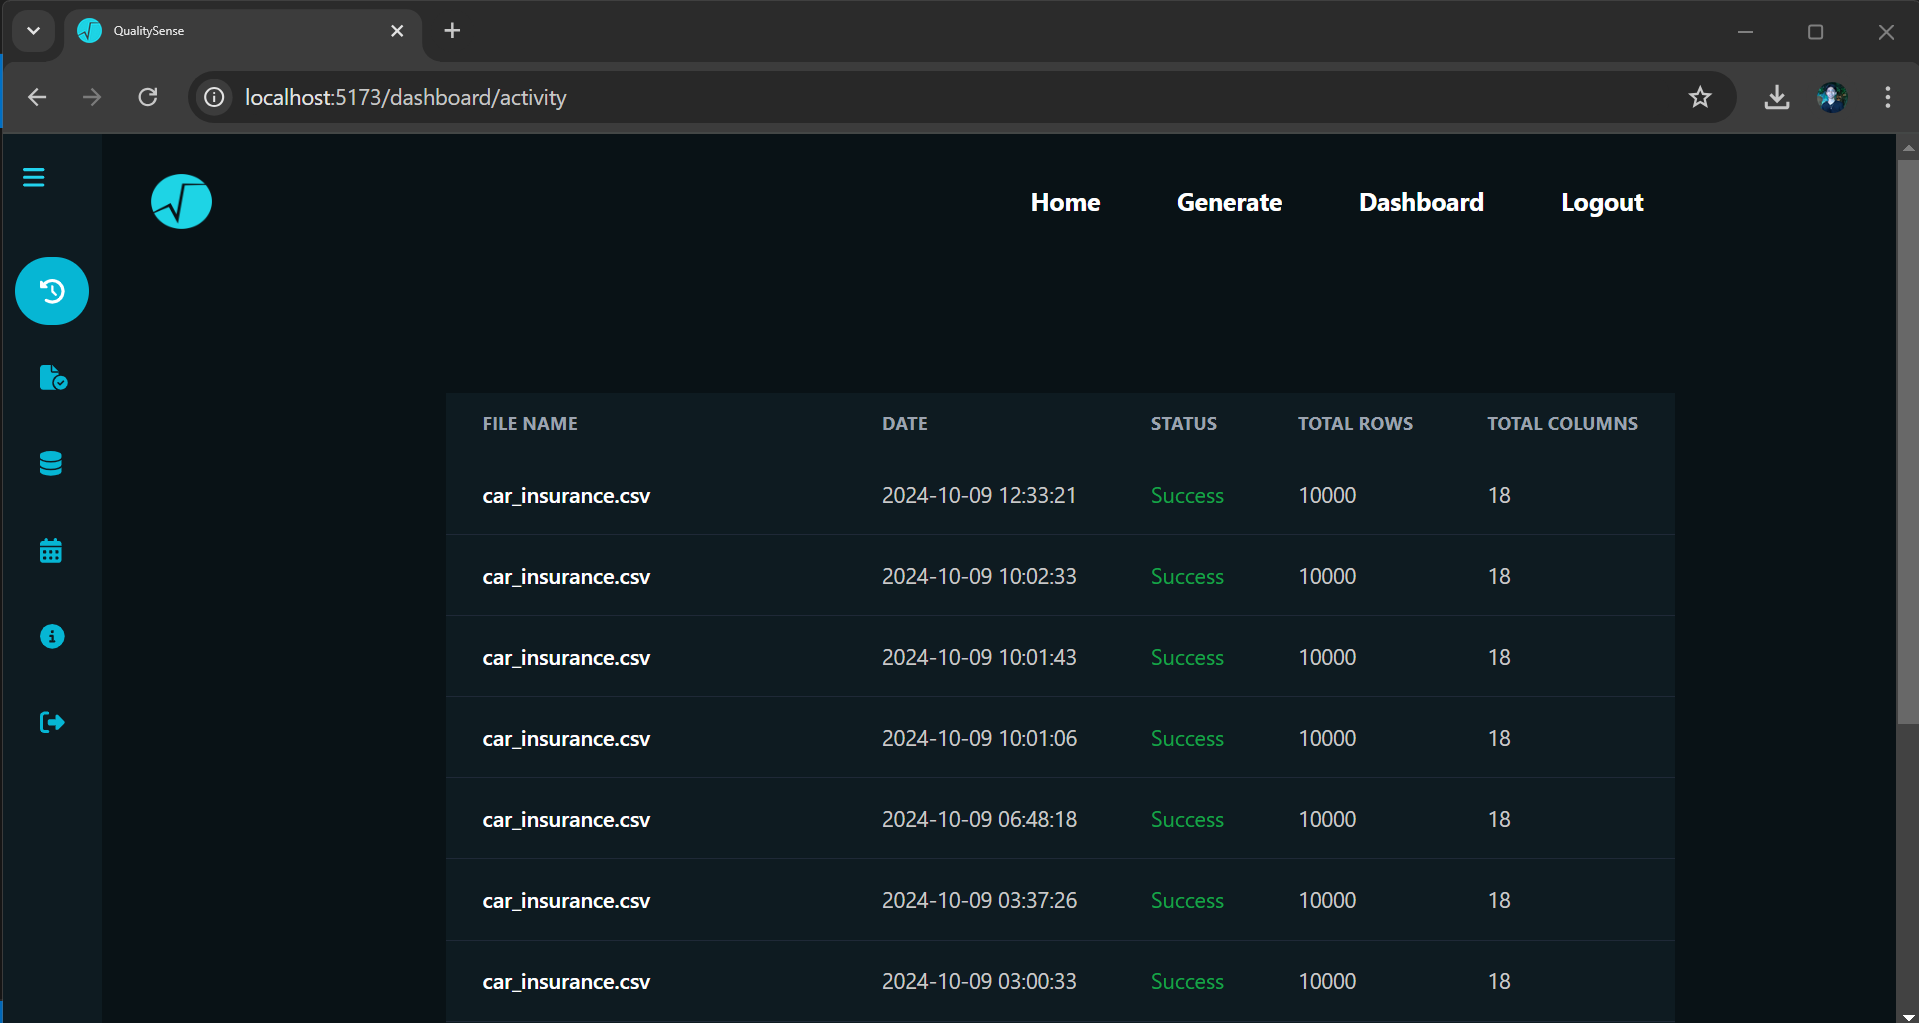 QualitySense
localhost:5173/dashboard/activity
Home Generate Dashboard Logout
FILE NAME DATE STATUS TOTAL ROWS TOTAL COLUMNS
car_insurance.csv 2024-10-09 12:33:21 Success 10000 18
car_insurance.csv 2024-10-09 10:02:33 Success 10000 18
car_insurance.csv 2024-10-09 10:01:43 Success 10000 18
car_insurance.csv 2024-10-09 10:01:06 Success 10000 18
car_insurance.csv 2024-10-09 06:48:18 Success 10000 18
car_insurance.csv 2024-10-09 03:37:26 Success 10000 18
car_insurance.csv 2024-10-09 03:00:33 Success 10000 18